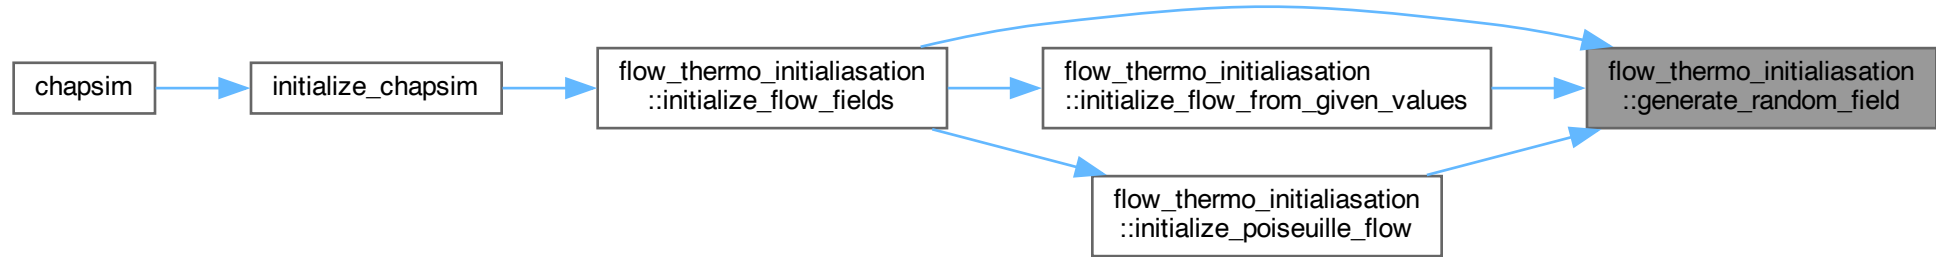 chapsim
initialize_chapsim
flow_thermo_initialiasation
::initialize_flow_fields
flow_thermo_initialiasation
::initialize_flow_from_given_values
flow_thermo_initialiasation
::generate_random_field
flow_thermo_initialiasation
::initialize_poiseuille_flow